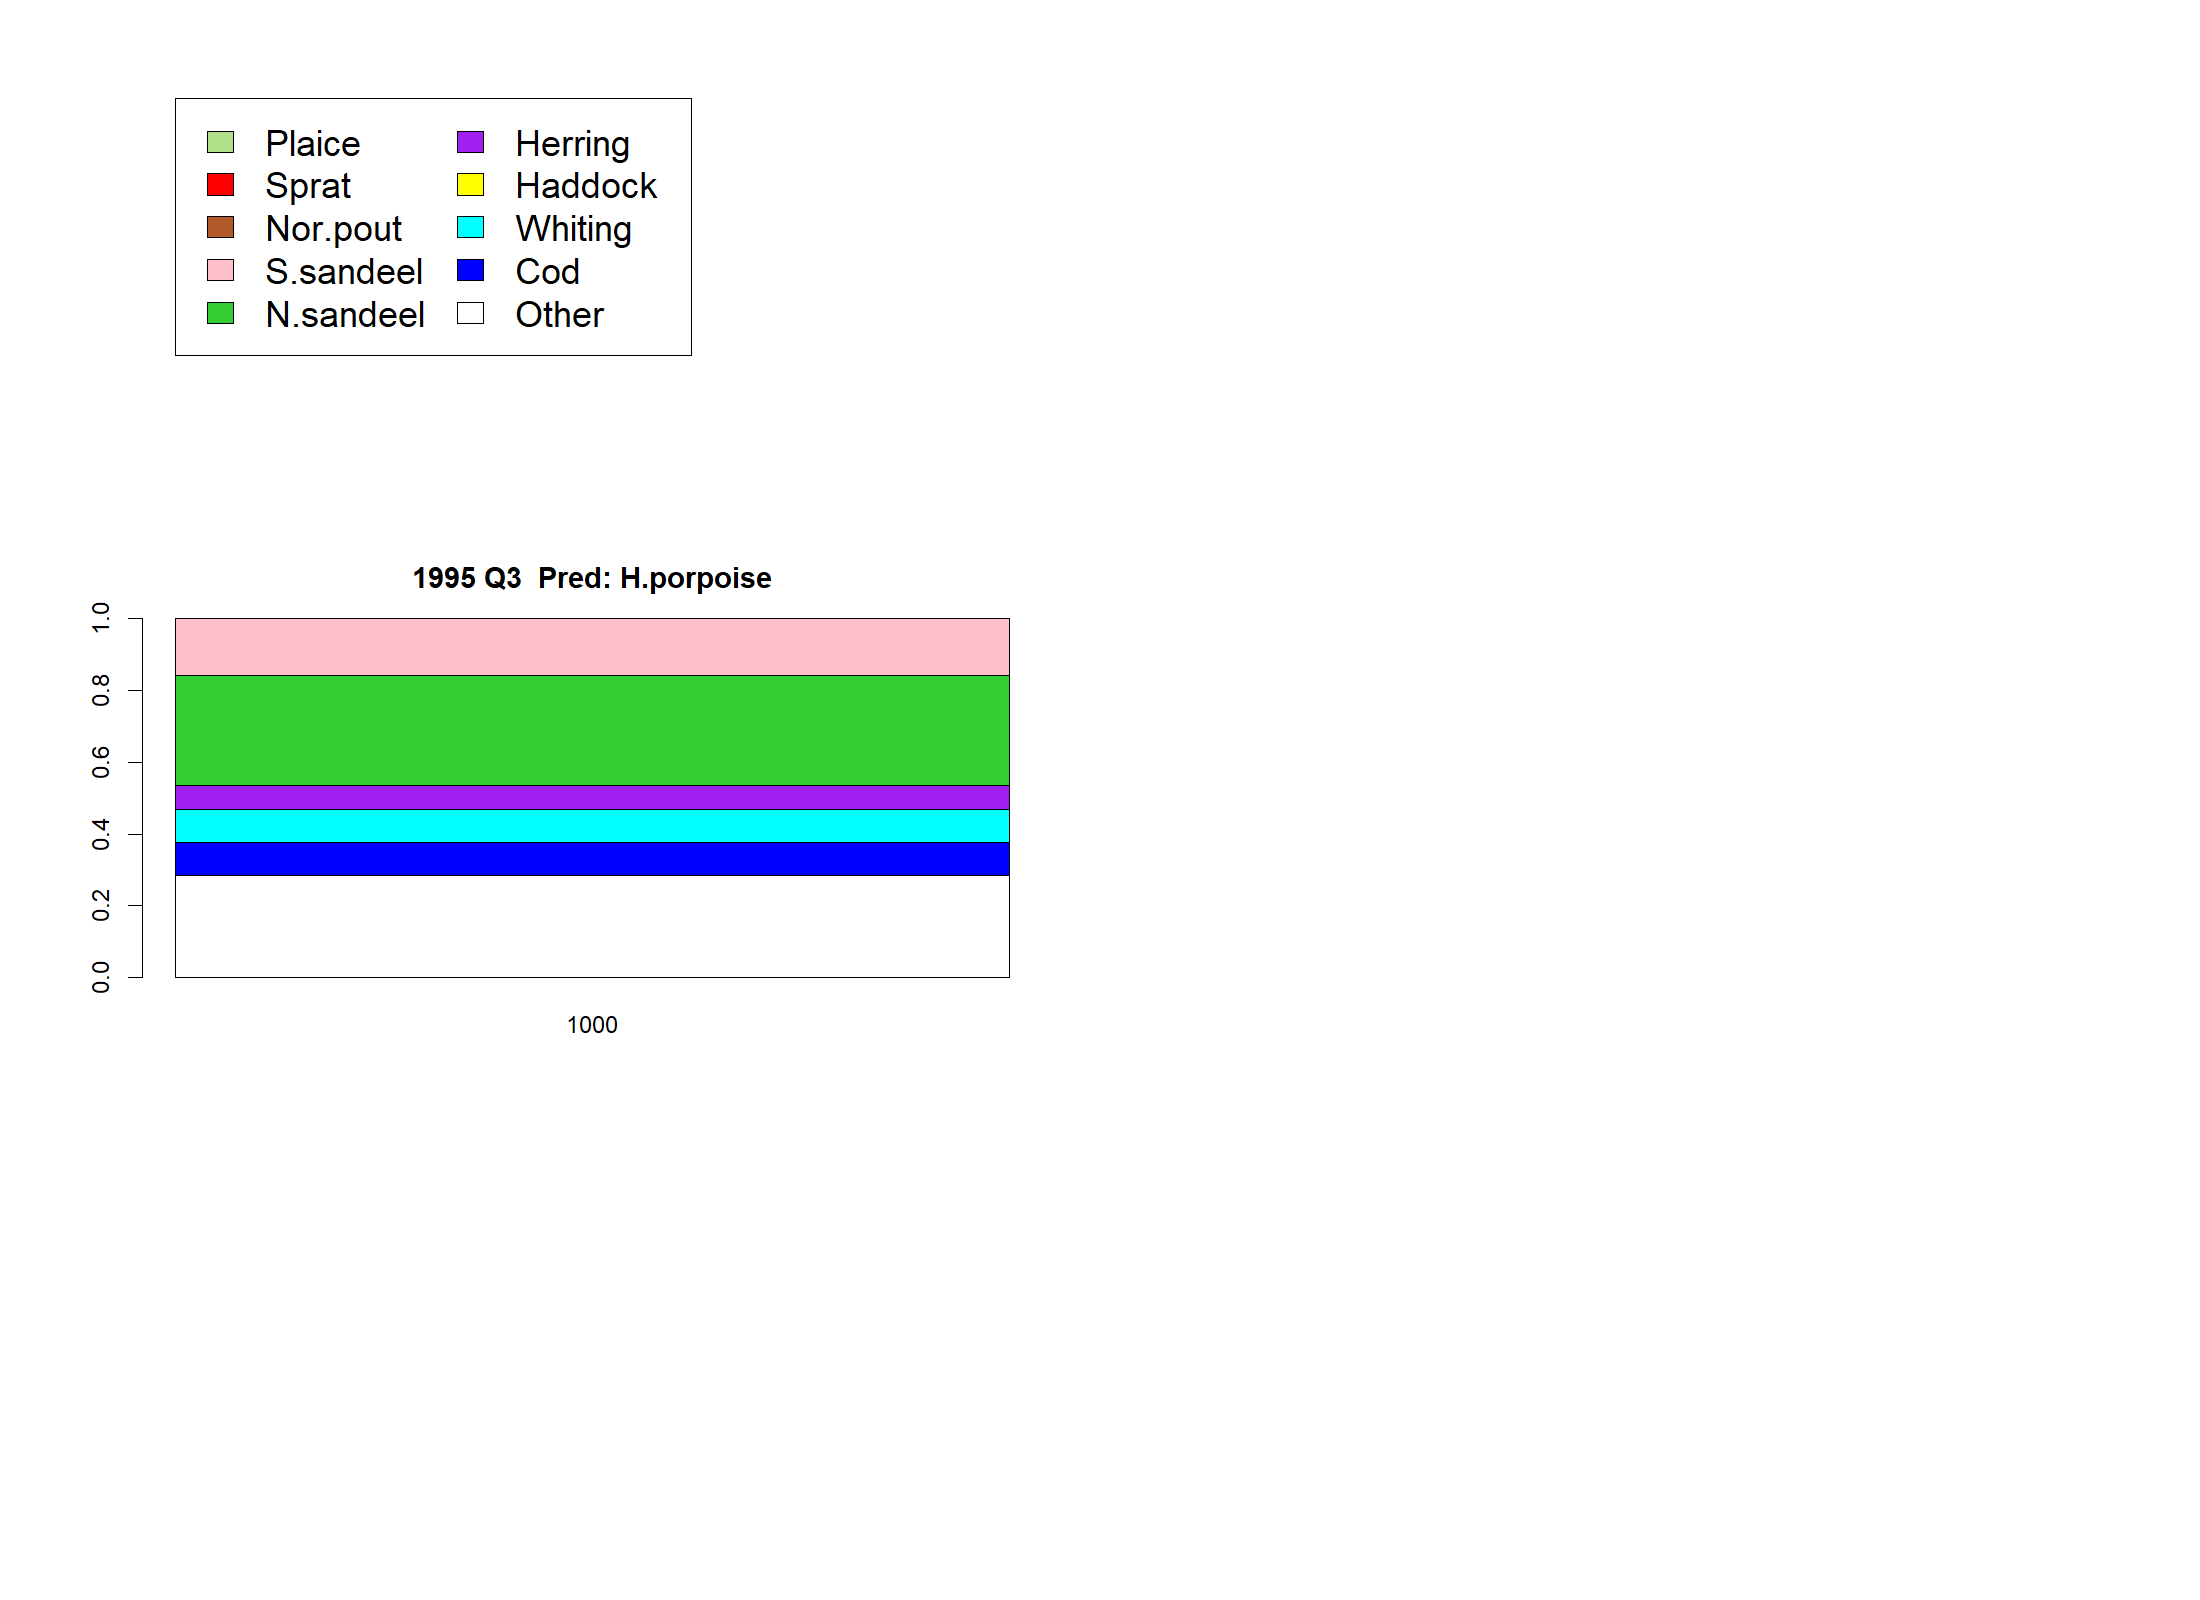 Plaice Herring
Sprat Haddock
Nor.pout Whiting
S.sandeel Cod
N.sandeel Other
1995 Q3  Pred: H.porpoise
1.0
0.8
0.6
0.4
0.2
0.0
1000